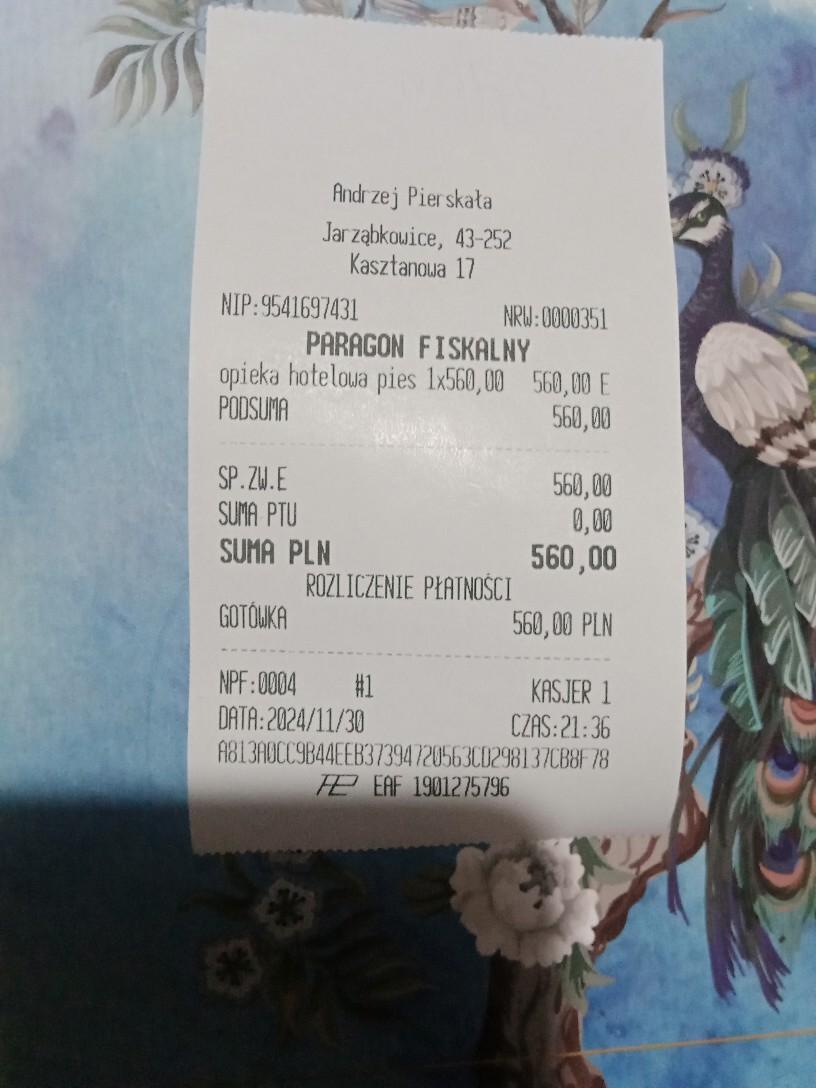 Andrzej Pierskała
Jarząbkowice, 43-252
Kasztanowa 17
NIP:9541697431 NRW:0000351
PARAGON FISKALNY
opieka hotelowa pies 1x560,00 560,00 E
PODSUMA 560,00
SP.ZW.E 560,00
SUMA PTU 0,00
SUMA PLN 560,00
ROZLICZENIE PŁATNOŚCI
GOTÓWKA 560,00 PLN
NPF:0004 #1 KASJER 1
DATA:2024/11/30 CZAS:21:36
A813A0CC9B44EEB37394720563CD298137CB8F78
EAF 1901275796